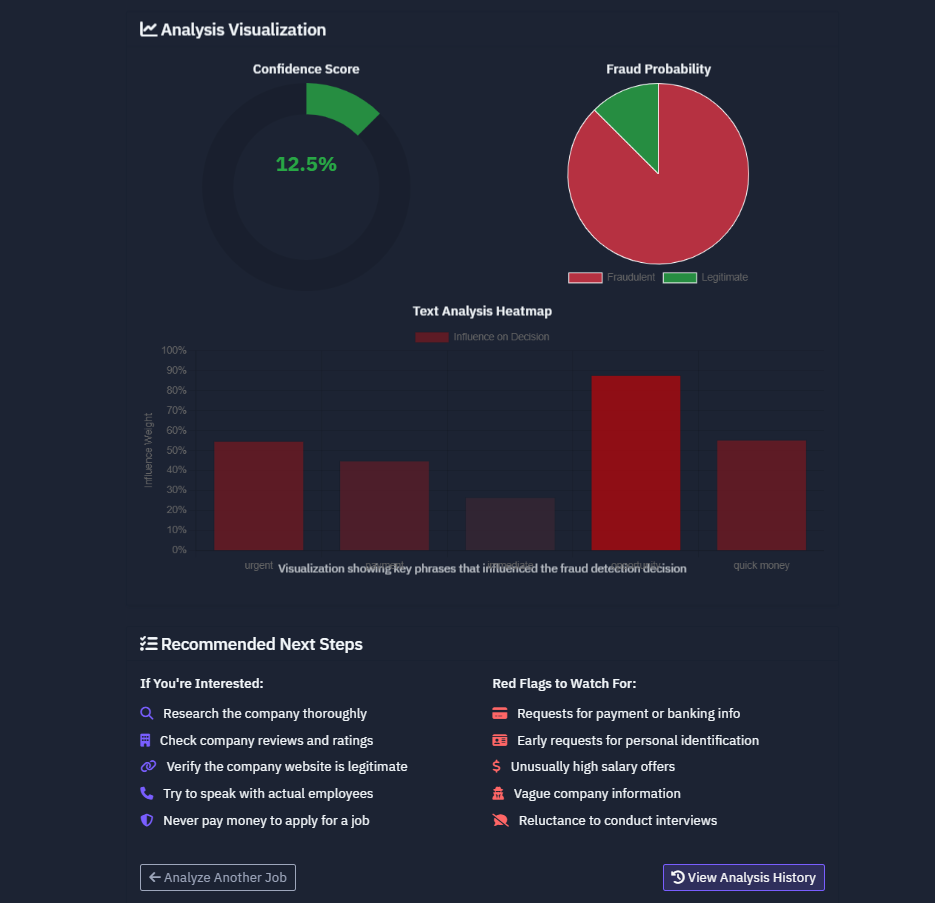 Analysis Visualization
Confidence Score
12.5%
Fraud Probability
Fraudulent
Legitimate
Text Analysis Heatmap
Influence on Decision
Influence Weight
100%
90%
80%
70%
60%
50%
40%
30%
20%
10%
0%
urgent
payment
immediate
opportunity
quick money
Visualization showing key phrases that influenced the fraud detection decision
Recommended Next Steps
If You're Interested:
Research the company thoroughly
Check company reviews and ratings
Verify the company website is legitimate
Try to speak with actual employees
Never pay money to apply for a job
Red Flags to Watch For:
Requests for payment or banking info
Early requests for personal identification
Unusually high salary offers
Vague company information
Reluctance to conduct interviews
Analyze Another Job
View Analysis History